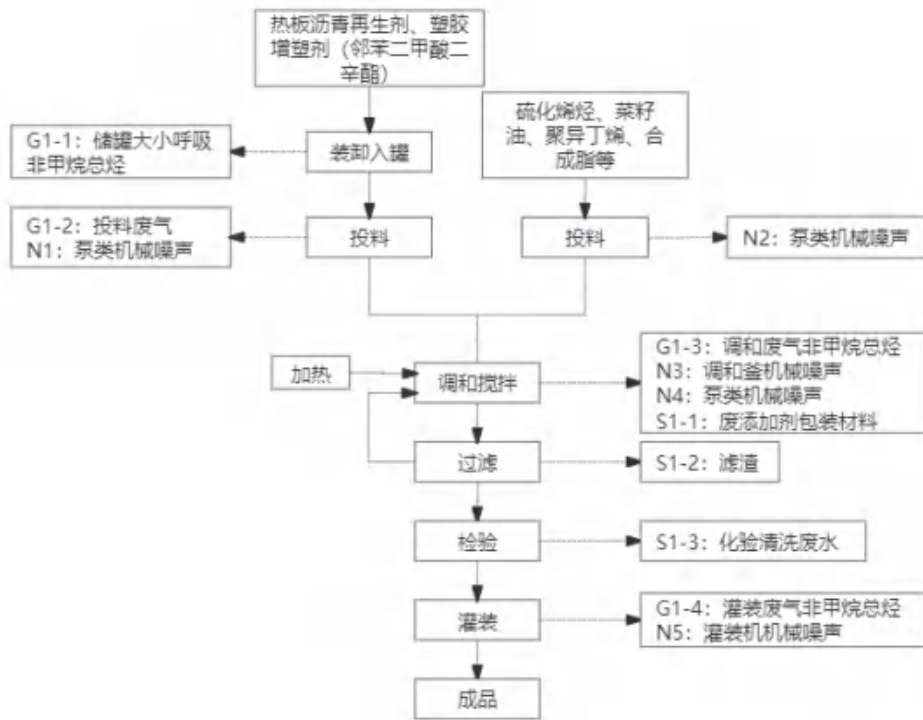 热板沥青再生剂、塑胶
增塑剂（邻苯二甲酸二
辛酯）
硫化烯烃、菜籽
油、聚异丁烯、合
成脂等
G1-1：储罐大小呼吸
非甲烷总烃
装卸入罐
G1-2：投料废气
N1：泵类机械噪声
投料
投料
N2：泵类机械噪声
加热
调和搅拌
G1-3：调和废气非甲烷总烃
N3：调和釜机械噪声
N4：泵类机械噪声
S1-1：废添加剂包装材料
过滤
S1-2：滤渣
检验
S1-3：化验清洗废水
灌装
G1-4：灌装废气非甲烷总烃
N5：灌装机机械噪声
成品